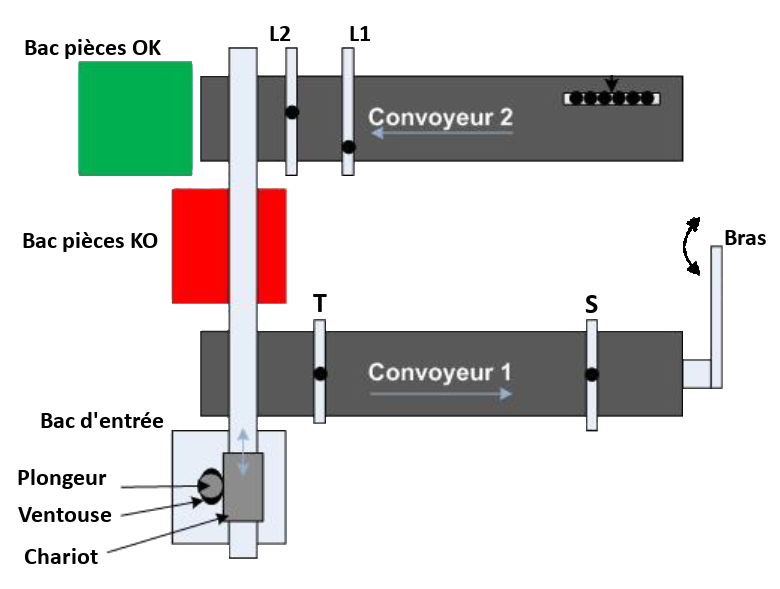 L2 L1
Bac pièces OK
Convoyeur 2
Bac pièces KO
Bras
T S
Convoyeur 1
Bac d'entrée
Plongeur
Ventouse
Chariot